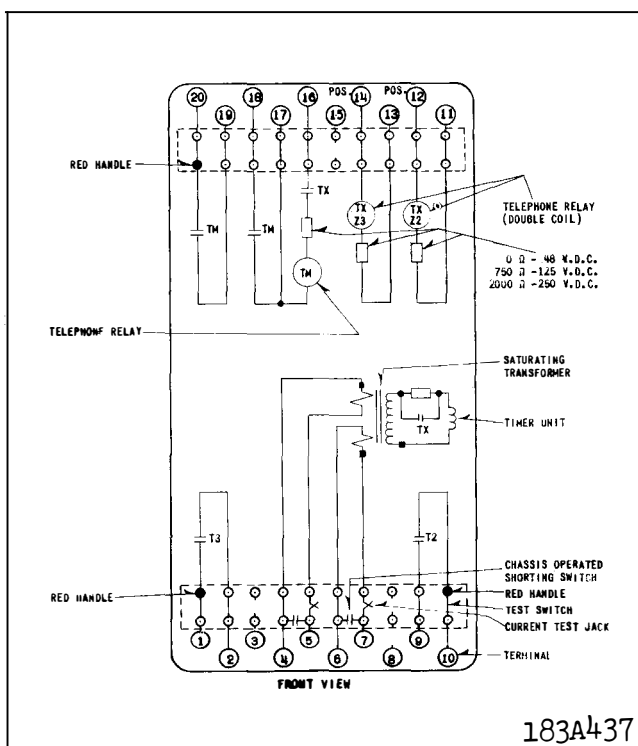 POS. POS.
20 18 16 14 12
19 17 15 13 11
RED HANDLE
TX
TX Z3
TX Z2
TM TM
TM
TELEPHONE RELAY
(DOUBLE COIL)
0 Ω - 48 V.D.C.
750 Ω -125 V.D.C.
2000 Ω -250 V.D.C.
TELEPHONE RELAY
SATURATING
TRANSFORMER
TX
TIMER UNIT
T3
T2
CHASSIS OPERATED
SHORTING SWITCH
RED HANDLE
RED HANDLE
TEST SWITCH
CURRENT TEST JACK
1 3 5 7 9
2 4 6 8 10
TERMINAL
FRONT VIEW
183A437